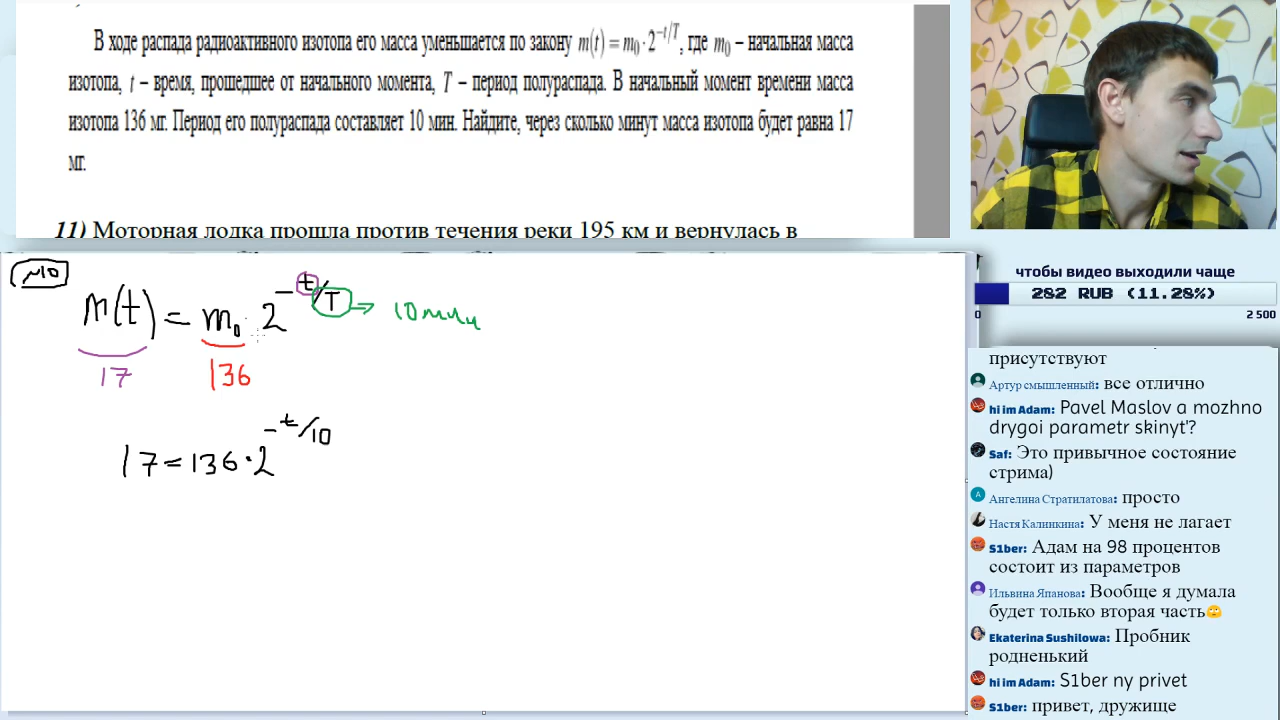 В ходе распада радиоактивного изотопа его масса уменьшается по закону m(t) = m₀ · 2^(−t/T), где m₀ – начальная масса
изотопа, t – время, прошедшее от начального момента, T – период полураспада. В начальный момент времени масса
изотопа 136 мг. Период его полураспада составляет 10 мин. Найдите, через сколько минут масса изотопа будет равна 17
мг.
11) Моторная лодка прошла против течения реки 195 км и вернулась в
№10
m(t) = m₀ · 2^(−t/T) → 10 мин
17 136
17 = 136 · 2^(−t/10)
чтобы видео выходили чаще
282 RUB (11.28%)
0 2 500
присутствуют
Артур смышленный: все отлично
hi im Adam: Pavel Maslov a mozhno
drygoi parametr skinyt'?
Saf: Это привычное состояние
стрима)
Ангелина Стратилатова: просто
Настя Калинкина: У меня не лагает
S1ber: Адам на 98 процентов
состоит из параметров
Ильвина Япанова: Вообще я думала
будет только вторая часть🙄
Ekaterina Sushilowa: Пробник
родненький
hi im Adam: S1ber ny privet
S1ber: привет, дружище